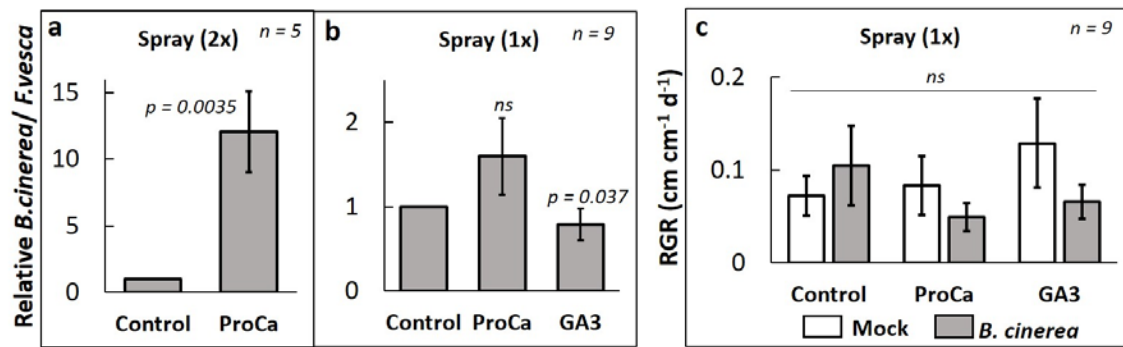 a
Spray (2x)
n = 5
Relative B.cinerea/ F.vesca
15
10
5
0
p = 0.0035
Control ProCa
b
Spray (1x)
n = 9
2
1
0
ns
p = 0.037
Control ProCa GA3
c
Spray (1x)
n = 9
RGR (cm cm⁻¹ d⁻¹)
0.2
0.1
0
ns
Control ProCa GA3
Mock B. cinerea